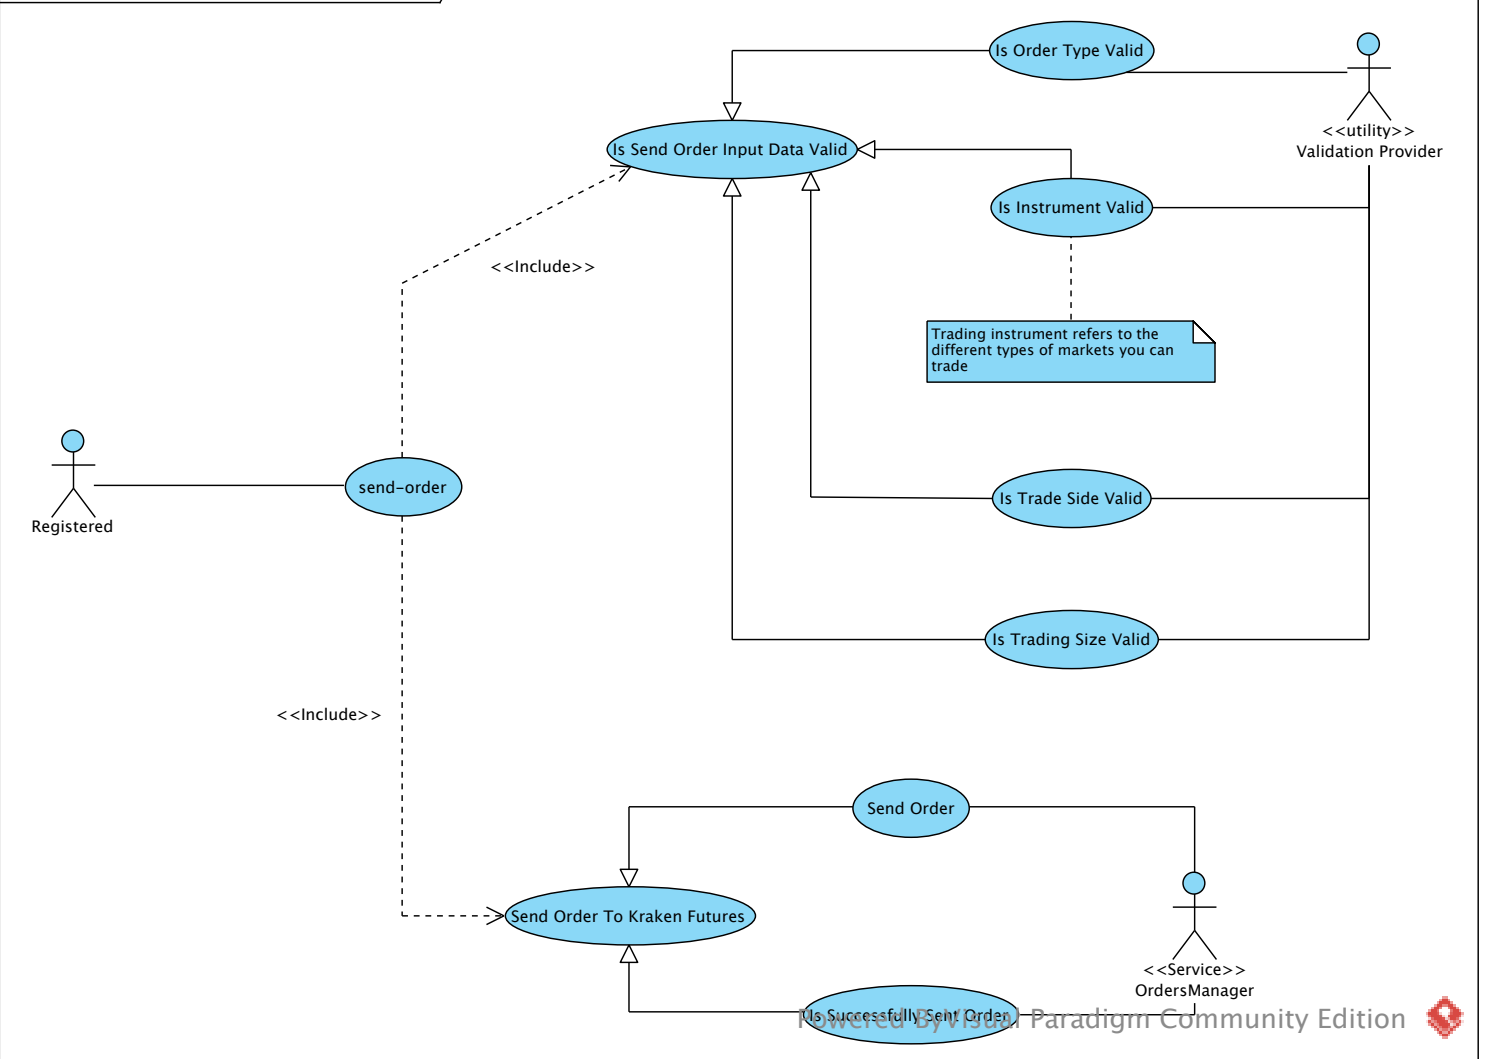 Is Order Type Valid
<<utility>>
Validation Provider
Is Send Order Input Data Valid
Is Instrument Valid
<<Include>>
Trading instrument refers to the
different types of markets you can
trade
Registered
send-order
Is Trade Side Valid
Is Trading Size Valid
<<Include>>
Send Order
Send Order To Kraken Futures
<<Service>>
OrdersManager
Is Successfully Sent Order
Powered ByVisual Paradigm Community Edition